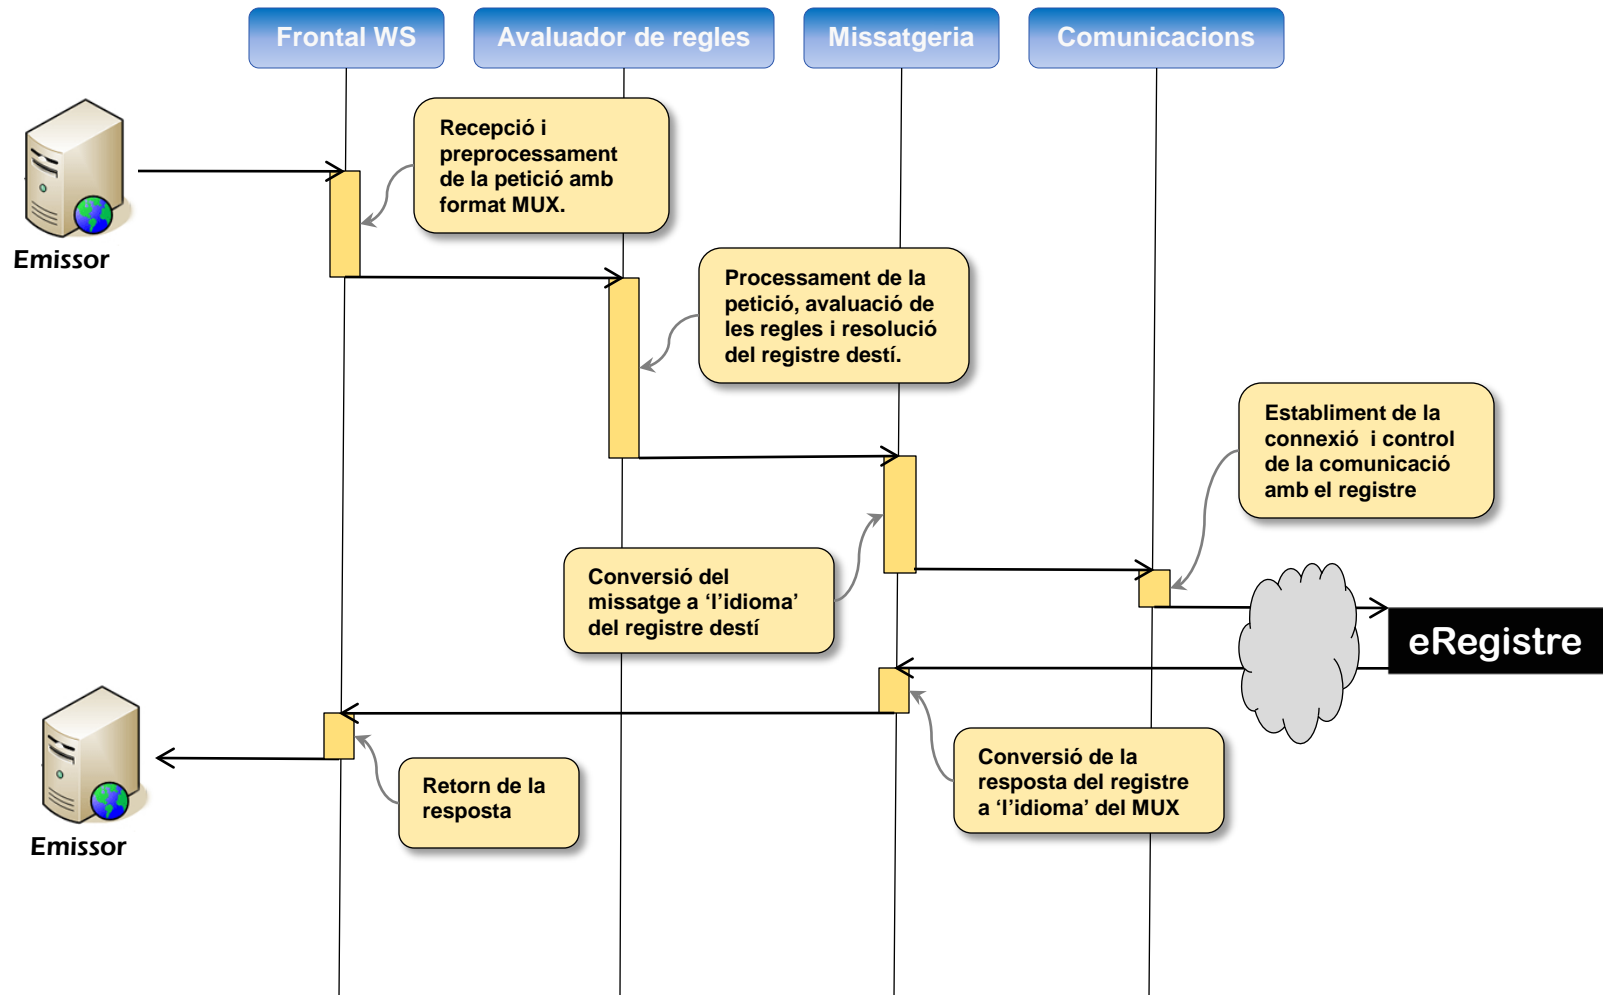 Frontal WS
Avaluador de regles
Missatgeria
Comunicacions
Recepció i
preprocessament
de la petició amb
format MUX.
Emissor
Processament de la
petició, avaluació de
les regles i resolució
del registre destí.
Establiment de la
connexió  i control
de la comunicació
amb el registre
Conversió del
missatge a ‘l’idioma’
del registre destí
eRegistre
Conversió de la
resposta del registre
a ‘l’idioma’ del MUX
Retorn de la
resposta
Emissor